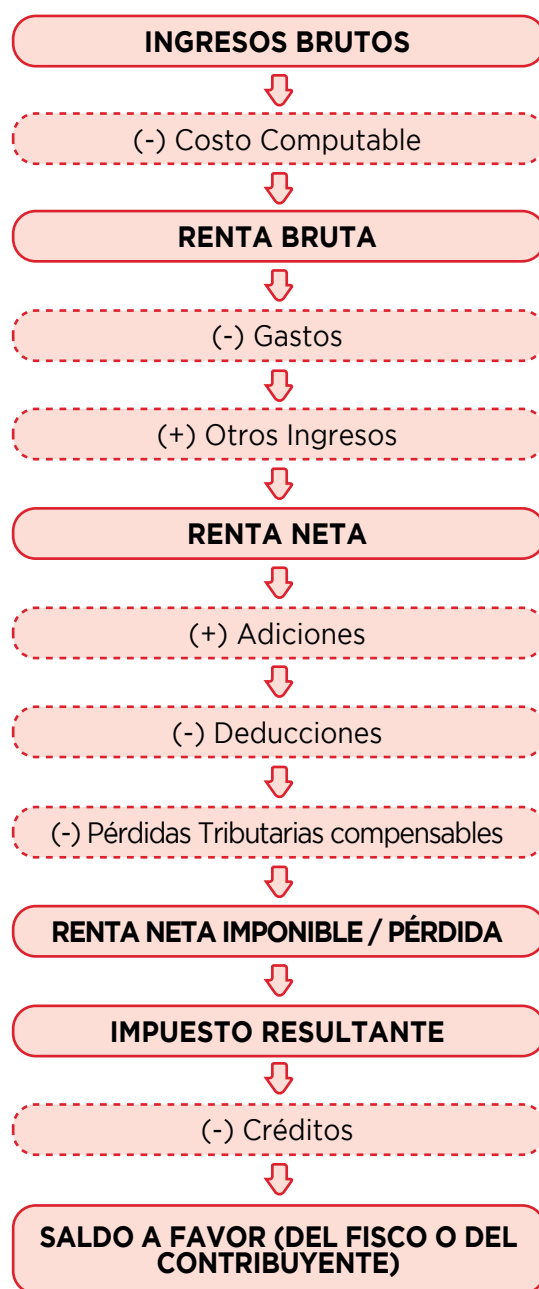 INGRESOS BRUTOS
(-) Costo Computable
RENTA BRUTA
(-) Gastos
(+) Otros Ingresos
RENTA NETA
(+) Adiciones
(-) Deducciones
(-) Pérdidas Tributarias compensables
RENTA NETA IMPONIBLE / PÉRDIDA
IMPUESTO RESULTANTE
(-) Créditos
SALDO A FAVOR (DEL FISCO O DEL
CONTRIBUYENTE)